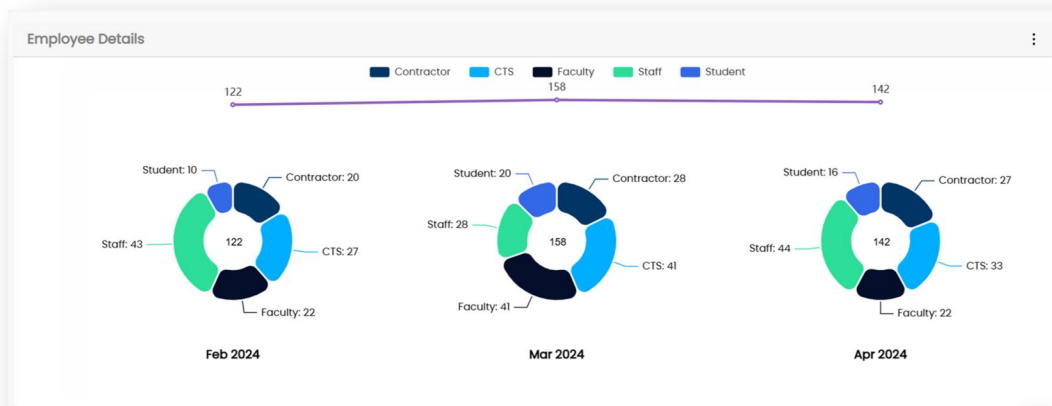 Employee Details
Contractor CTS Faculty Staff Student
122 158 142
Student: 10
Contractor: 20
Staff: 43
122
CTS: 27
Faculty: 22
Feb 2024
Student: 20
Contractor: 28
Staff: 28
158
CTS: 41
Faculty: 41
Mar 2024
Student: 16
Contractor: 27
Staff: 44
142
CTS: 33
Faculty: 22
Apr 2024